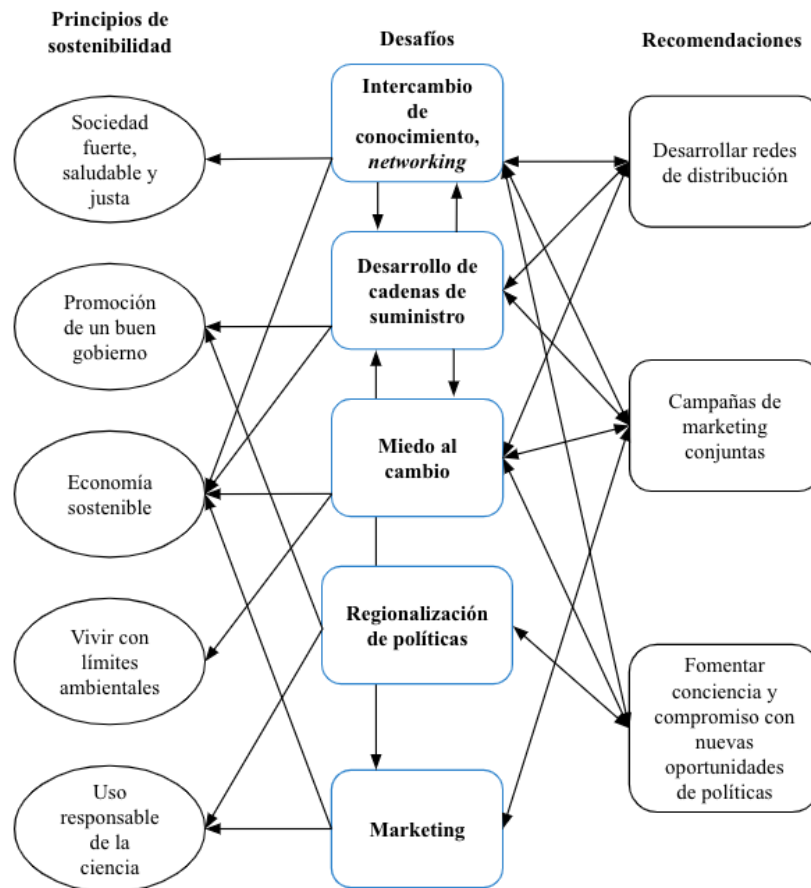 Principios de
sostenibilidad
Desafíos
Recomendaciones
Sociedad
fuerte,
saludable y
justa
Promoción
de un buen
gobierno
Economía
sostenible
Vivir con
límites
ambientales
Uso
responsable
de la
ciencia
Intercambio
de
conocimiento,
networking
Desarrollo de
cadenas de
suministro
Miedo al
cambio
Regionalización
de políticas
Marketing
Desarrollar redes
de distribución
Campañas de
marketing
conjuntas
Fomentar
conciencia y
compromiso con
nuevas
oportunidades
de políticas